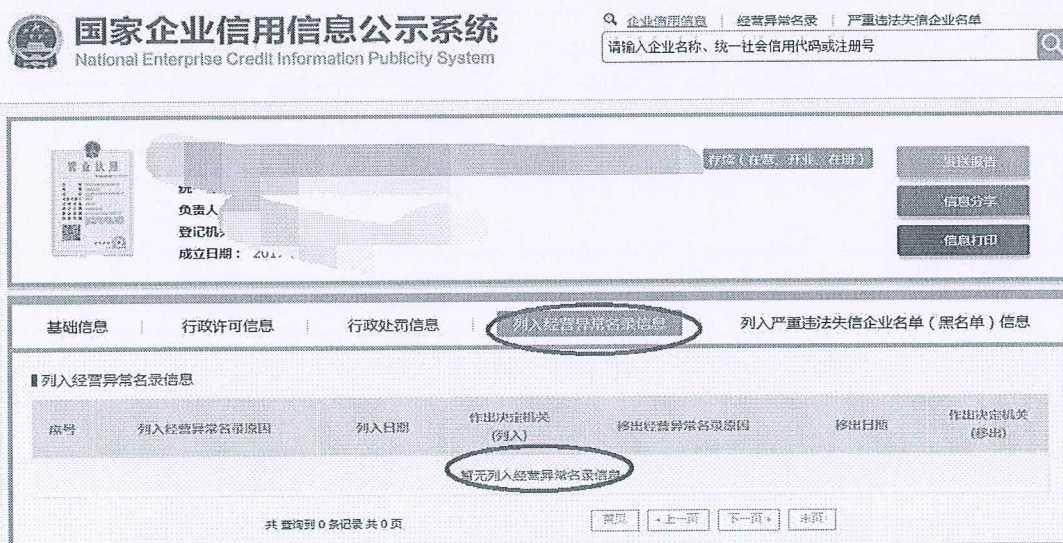 国家企业信用信息公示系统
National Enterprise Credit Information Publicity System
企业信用信息 | 经营异常名录 | 严重违法失信企业名单
请输入企业名称、统一社会信用代码或注册号
营业执照
存续（在营、开业、在册）
发送报告
统
信息分享
负责人
登记机
信息打印
成立日期： 201
基础信息 | 行政许可信息 | 行政处罚信息 | 列入经营异常名录信息 列入严重违法失信企业名单（黑名单）信息
列入经营异常名录信息
序号 列入经营异常名录原因 列入日期 作出决定机关(列入) 移出经营异常名录原因 移出日期 作出决定机关(移出)
暂无列入经营异常名录信息
共 查询到 0 条记录 共 0 页 首页 上一页 下一页 末页